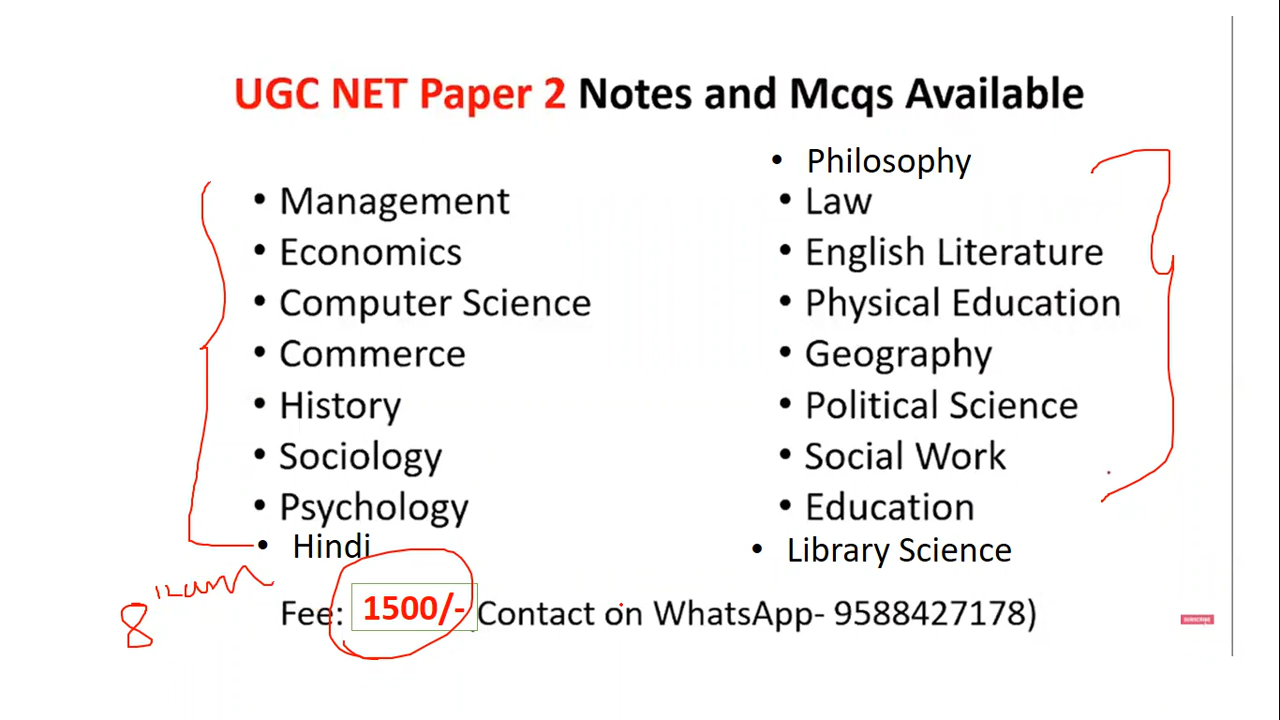 UGC NET Paper 2 Notes and Mcqs Available
• Management
• Economics
• Computer Science
• Commerce
• History
• Sociology
• Psychology
• Hindi
• Philosophy
• Law
• English Literature
• Physical Education
• Geography
• Political Science
• Social Work
• Education
• Library Science
8
Fee: 1500/- Contact on WhatsApp- 9588427178)
SUBSCRIBE